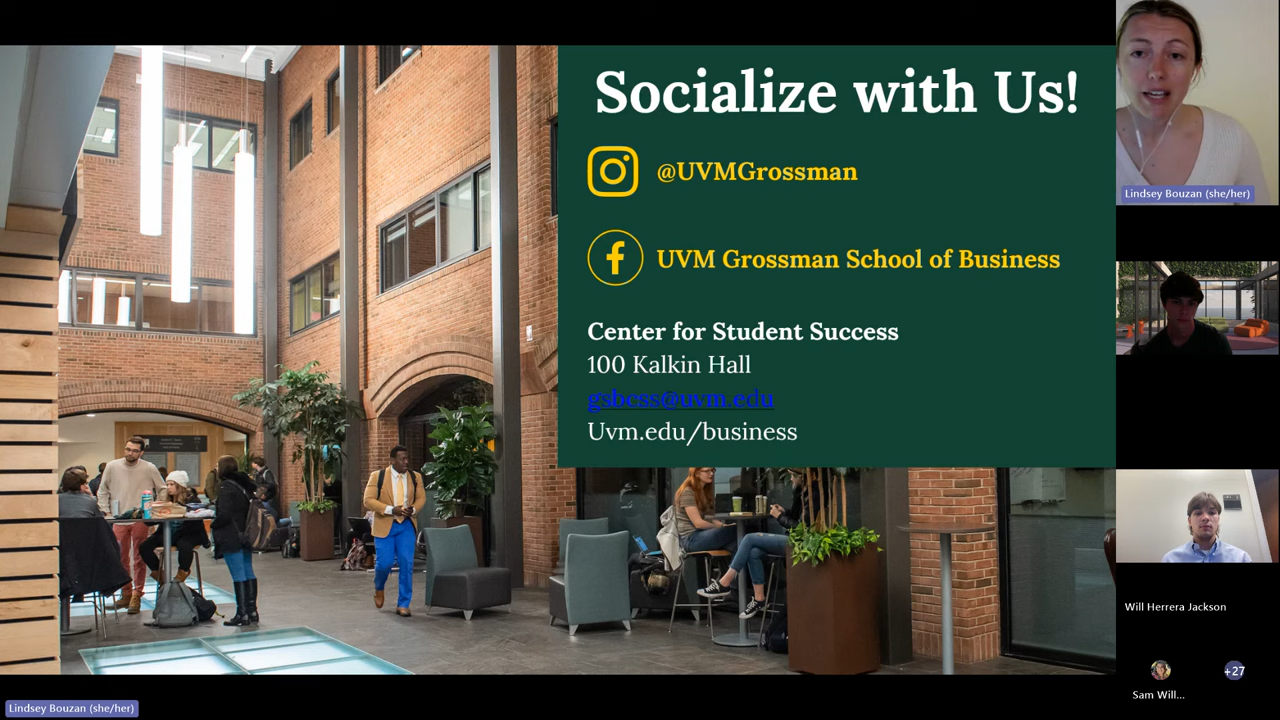 Socialize with Us!
@UVMGrossman
UVM Grossman School of Business
Center for Student Success
100 Kalkin Hall
gsbcss@uvm.edu
Uvm.edu/business
Lindsey Bouzan (she/her)
Will Herrera Jackson
+27
Sam Will...
Lindsey Bouzan (she/her)